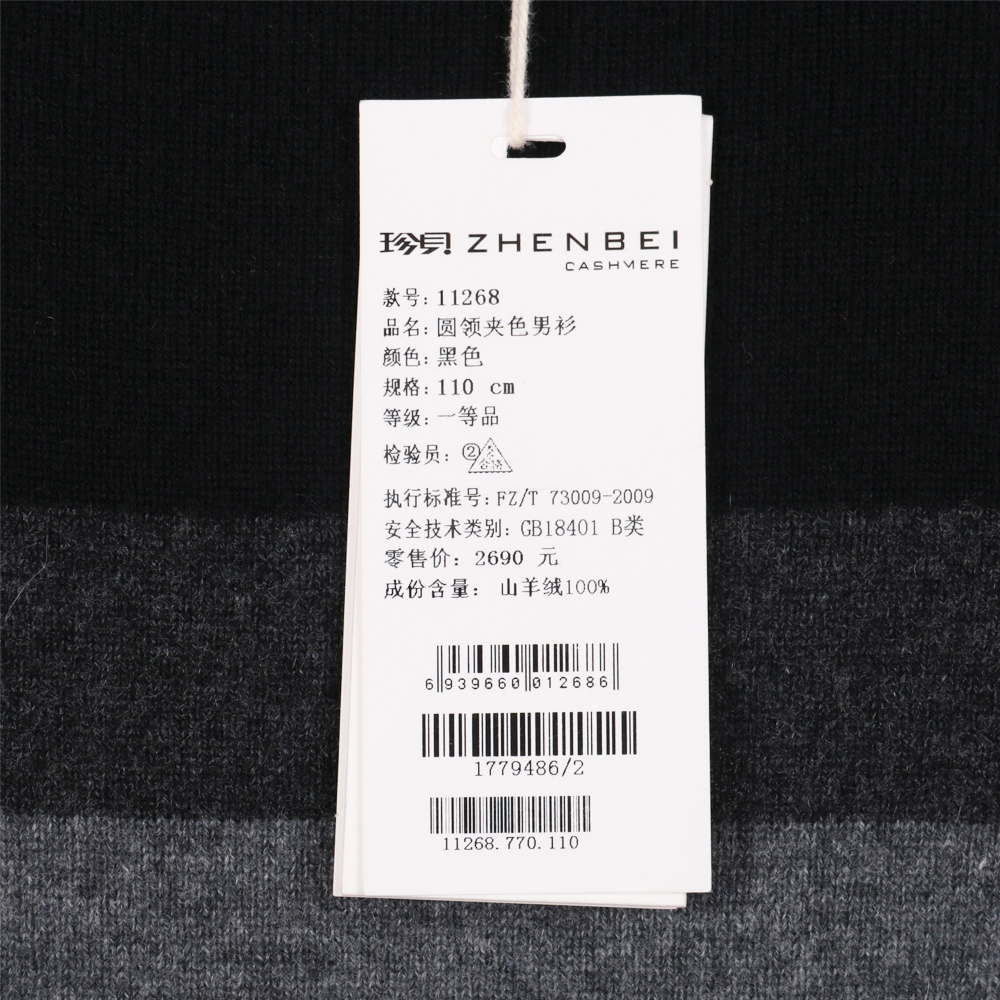 珍贝 ZHENBEI
CASHMERE
款号: 11268
品名: 圆领夹色男衫
颜色: 黑色
规格: 110 cm
等级: 一等品
检验员: ②
执行标准号: FZ/T 73009-2009
安全技术类别: GB18401 B类
零售价: 2690 元
成份含量: 山羊绒100%
6 939660 012686
1779486/2
11268.770.110